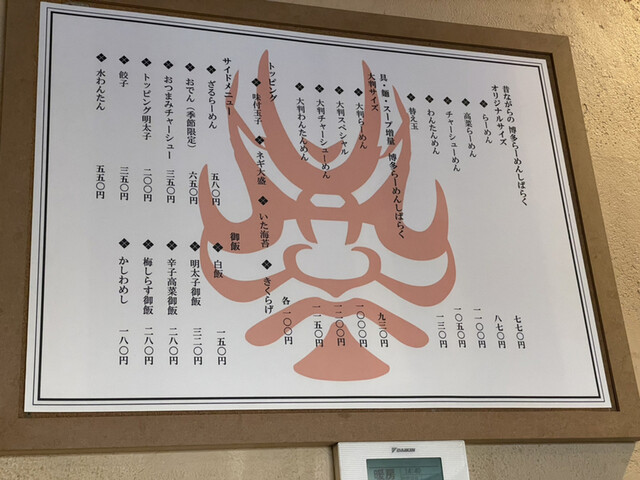 昔ながらの 博多らーめんしばらく
オリジナルサイズ
らーめん 七七〇円
高菜らーめん 八七〇円
チャーシューめん 一一〇〇円
わんたんめん 一〇五〇円
替え玉 一三〇円
具・麺・スープ増量 博多らーめんしばらく
大判サイズ
大判らーめん 九三〇円
大判スペシャル 一〇〇〇円
大判チャーシューめん 一二〇〇円
大判わんたんめん 一一五〇円
トッピング
味付玉子 ネギ大盛 いた海苔 きくらげ 各一〇〇円
サイドメニュー
ざるらーめん 五八〇円
おでん(季節限定) 六五〇円
おつまみチャーシュー 三五〇円
トッピング明太子 二〇〇円
餃子 三五〇円
水わんたん 五五〇円
御飯
白飯 一五〇円
明太子御飯 三二〇円
辛子高菜御飯 二八〇円
梅しらす御飯 二八〇円
かしわめし 一八〇円
DAIKIN